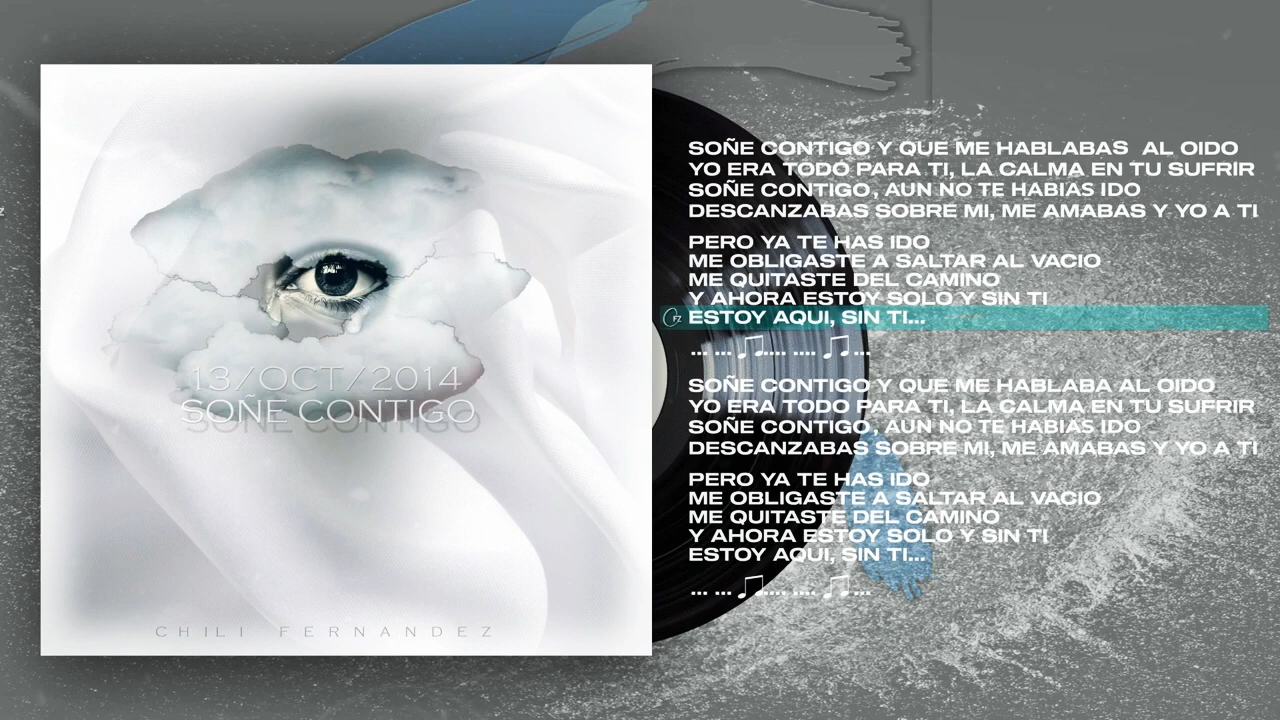 13/OCT/2014
SOÑE CONTIGO
CHILI FERNANDEZ
SOÑE CONTIGO Y QUE ME HABLABAS AL OIDO
YO ERA TODO PARA TI, LA CALMA EN TU SUFRIR
SOÑE CONTIGO, AUN NO TE HABIAS IDO
DESCANZABAS SOBRE MI, ME AMABAS Y YO A TI
PERO YA TE HAS IDO
ME OBLIGASTE A SALTAR AL VACIO
ME QUITASTE DEL CAMINO
Y AHORA ESTOY SOLO Y SIN TI
FZ ESTOY AQUI, SIN TI...
... ...♫.... .... ♫...
SOÑE CONTIGO Y QUE ME HABLABA AL OIDO
YO ERA TODO PARA TI, LA CALMA EN TU SUFRIR
SOÑE CONTIGO, AUN NO TE HABIAS IDO
DESCANZABAS SOBRE MI, ME AMABAS Y YO A TI
PERO YA TE HAS IDO
ME OBLIGASTE A SALTAR AL VACIO
ME QUITASTE DEL CAMINO
Y AHORA ESTOY SOLO Y SIN TI
ESTOY AQUI, SIN TI...
... ...♫.... .... ♫...